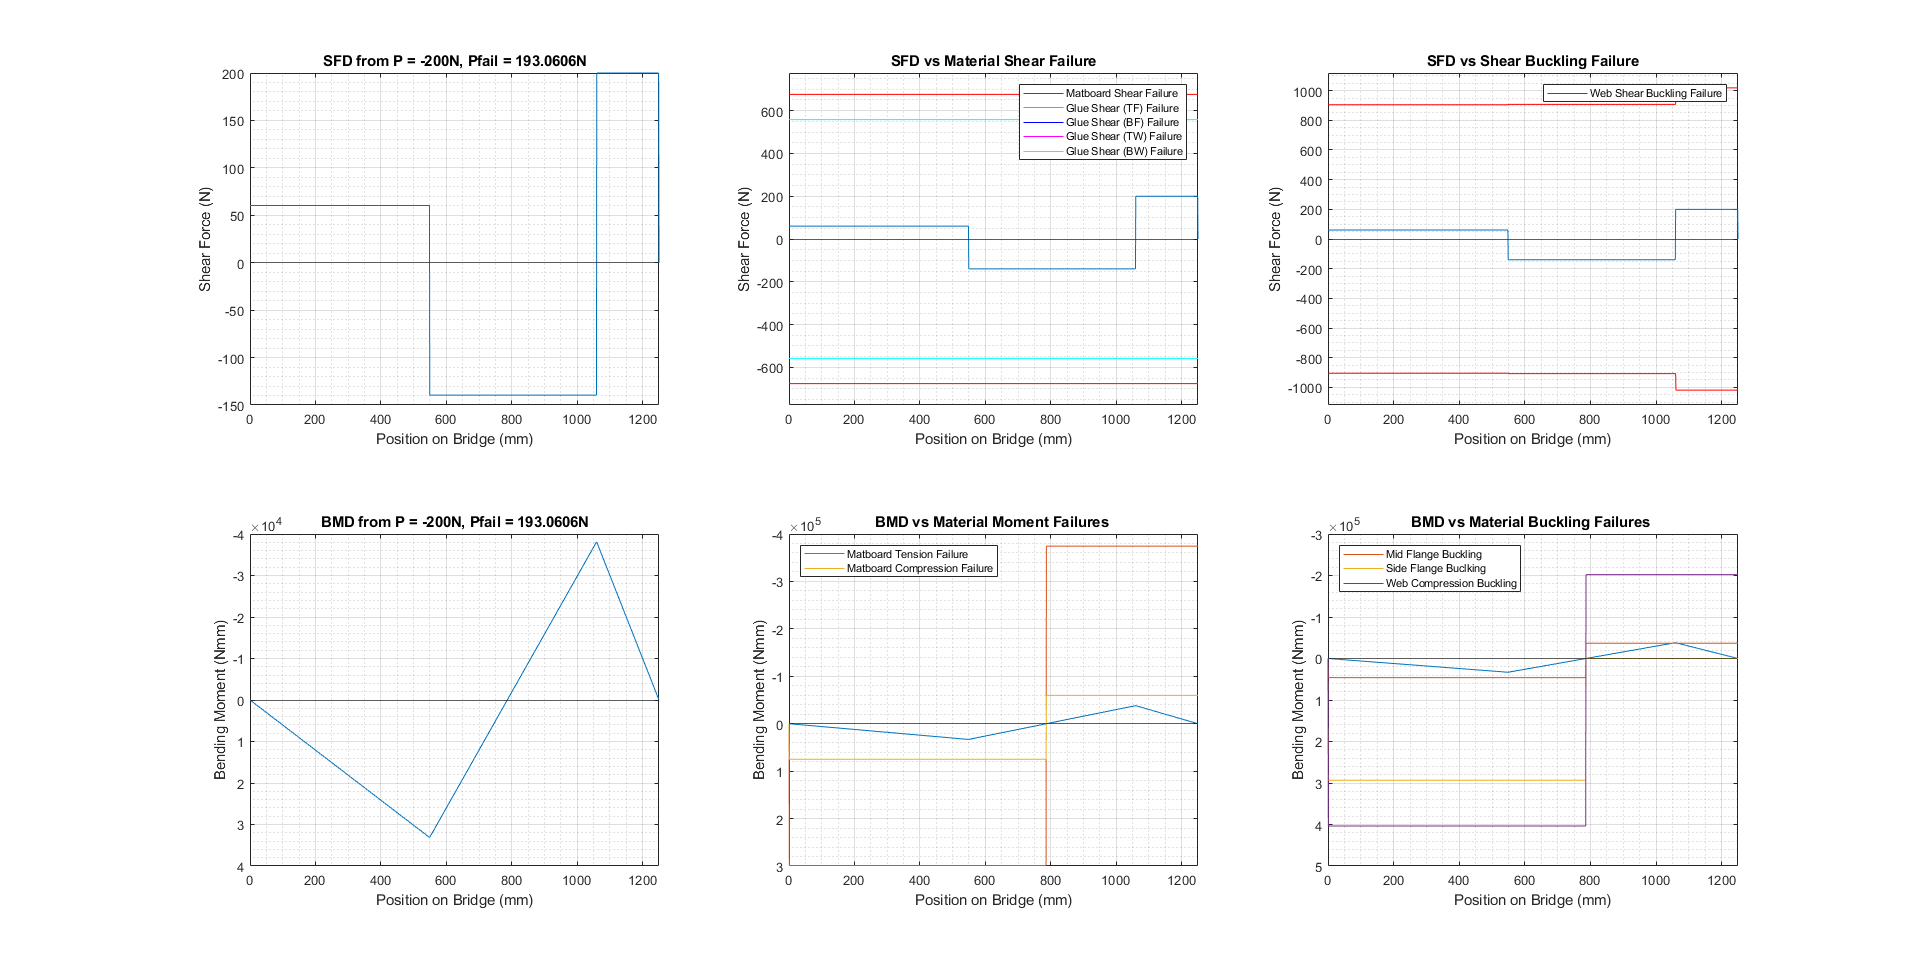 SFD from P = -200N, Pfail = 193.0606N
200
150
100
50
0
-50
-100
-150
0 200 400 600 800 1000 1200
Shear Force (N)
Position on Bridge (mm)
SFD vs Material Shear Failure
Matboard Shear Failure
Glue Shear (TF) Failure
Glue Shear (BF) Failure
Glue Shear (TW) Failure
Glue Shear (BW) Failure
600
400
200
0
-200
-400
-600
0 200 400 600 800 1000 1200
Shear Force (N)
Position on Bridge (mm)
SFD vs Shear Buckling Failure
Web Shear Buckling Failure
1000
800
600
400
200
0
-200
-400
-600
-800
-1000
0 200 400 600 800 1000 1200
Shear Force (N)
Position on Bridge (mm)
BMD from P = -200N, Pfail = 193.0606N
×10^4
-4
-3
-2
-1
0
1
2
3
4
0 200 400 600 800 1000 1200
Bending Moment (Nmm)
Position on Bridge (mm)
BMD vs Material Moment Failures
×10^5
Matboard Tension Failure
Matboard Compression Failure
-4
-3
-2
-1
0
1
2
3
0 200 400 600 800 1000 1200
Bending Moment (Nmm)
Position on Bridge (mm)
BMD vs Material Buckling Failures
×10^5
Mid Flange Buckling
Side Flange Buclking
Web Compression Buckling
-3
-2
-1
0
1
2
3
4
5
0 200 400 600 800 1000 1200
Bending Moment (Nmm)
Position on Bridge (mm)